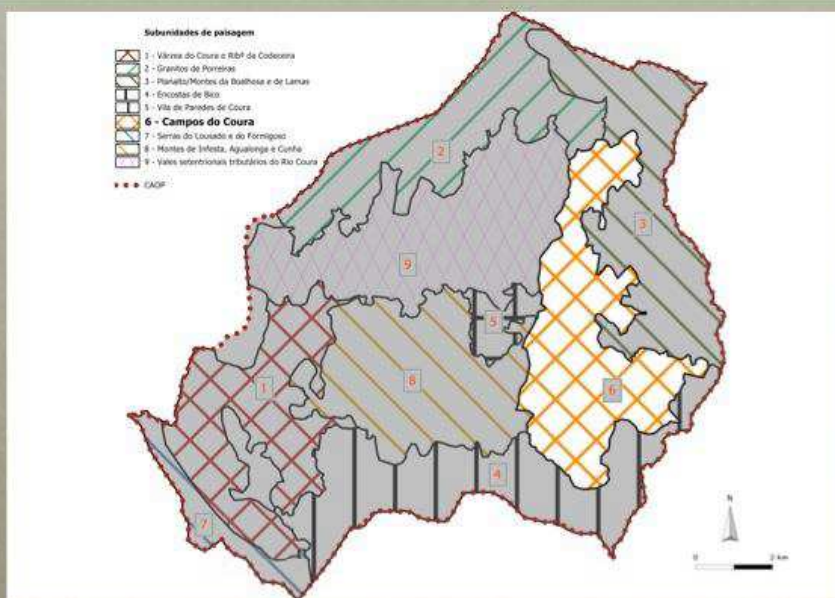 Subunidades de paisagem
1 - Várzea do Coura e Ribª da Codeceira
2 - Granitos de Porreiras
3 - Planalto/Montes da Boalhosa e de Lamas
4 - Encostas de Bico
5 - Vila de Paredes de Coura
6 - Campos do Coura
7 - Serras do Lousado e do Formigoso
8 - Montes de Infesta, Agualonga e Cunha
9 - Vales setentrionais tributários do Rio Coura
CAOP
2
3
9
5
1
8
6
4
7
N
0 2 km